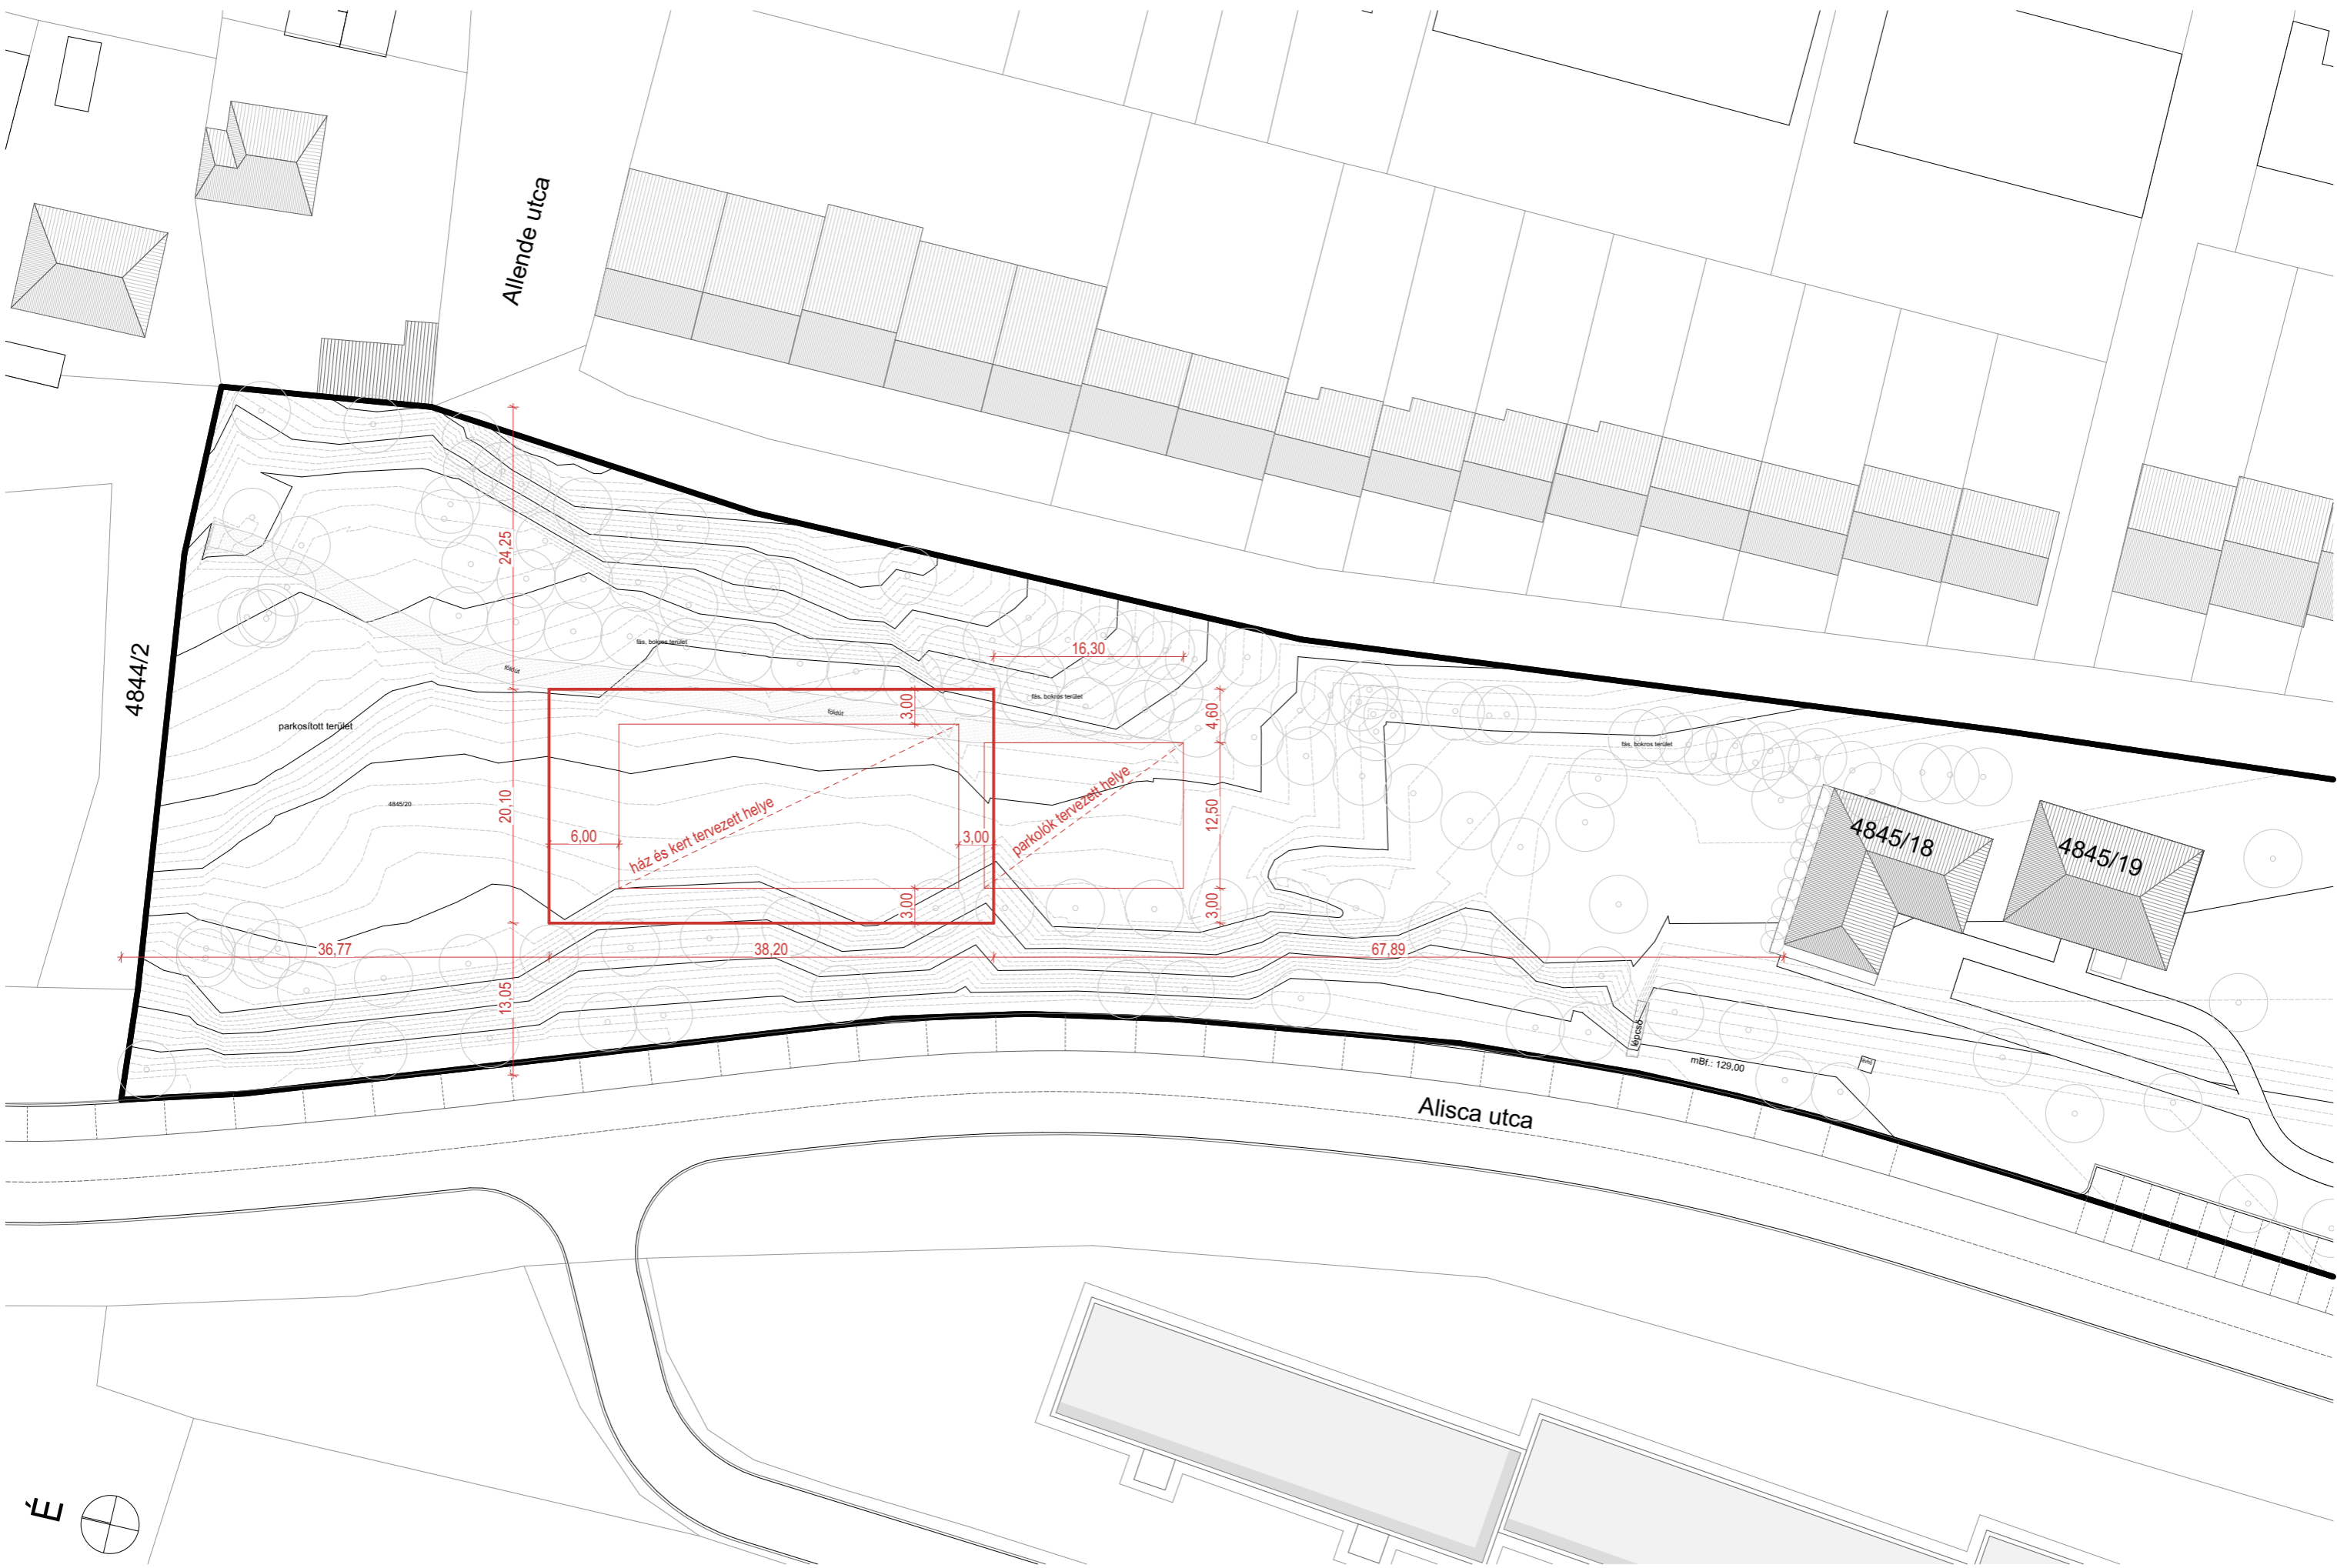 Allende utca
24,25
4844/2
fás, bokros terület
földút
16,30
fás, bokros terület
3,00
földút
4,60
parkosított terület
fás, bokros terület
4845/20
20,10
6,00
ház és kert tervezett helye
3,00
parkolók tervezett helye
12,50
4845/18
4845/19
3,00
3,00
36,77
38,20
67,89
13,05
lépcső
mBf.: 129,00
Alisca utca
É